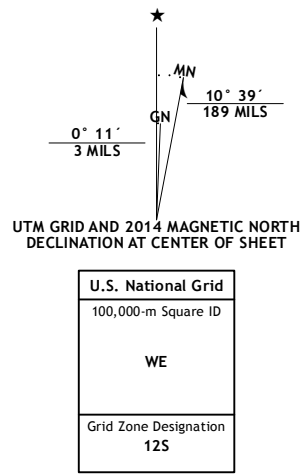 ★
MN
GN
10° 39´
189 MILS
0° 11´
3 MILS
UTM GRID AND 2014 MAGNETIC NORTH
DECLINATION AT CENTER OF SHEET
U.S. National Grid
100,000-m Square ID
WE
Grid Zone Designation
12S